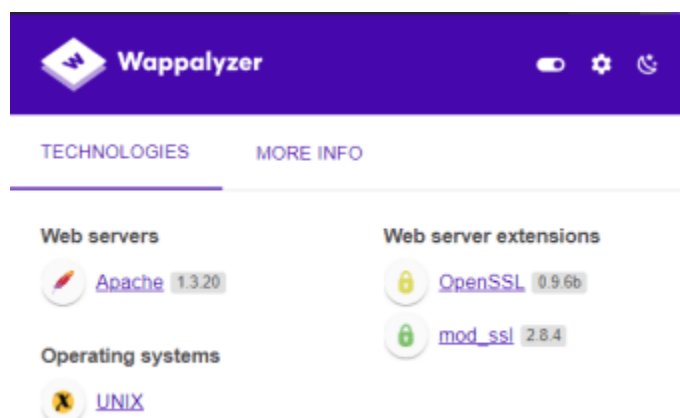 Wappalyzer
TECHNOLOGIES MORE INFO
Web servers
Apache 1.3.20
Operating systems
UNIX
Web server extensions
OpenSSL 0.9.6b
mod_ssl 2.8.4